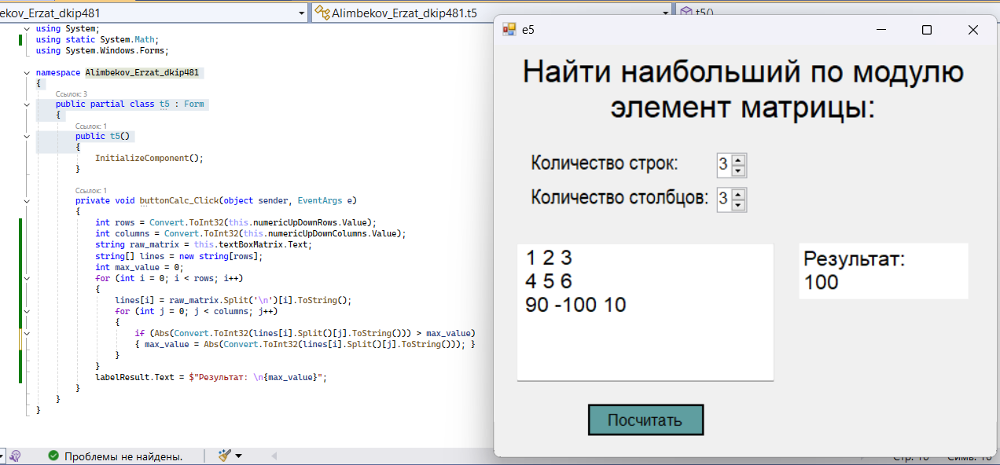 ekov_Erzat_dkip481
Alimbekov_Erzat_dkip481.t5
t5()
using System;
using static System.Math;
using System.Windows.Forms;
namespace Alimbekov_Erzat_dkip481
{
Ссылок: 3
public partial class t5 : Form
{
Ссылок: 1
public t5()
{
InitializeComponent();
}
Ссылок: 1
private void buttonCalc_Click(object sender, EventArgs e)
{
int rows = Convert.ToInt32(this.numericUpDownRows.Value);
int columns = Convert.ToInt32(this.numericUpDownColumns.Value);
string raw_matrix = this.textBoxMatrix.Text;
string[] lines = new string[rows];
int max_value = 0;
for (int i = 0; i < rows; i++)
{
lines[i] = raw_matrix.Split('\n')[i].ToString();
for (int j = 0; j < columns; j++)
{
if (Abs(Convert.ToInt32(lines[i].Split()[j].ToString())) > max_value)
{ max_value = Abs(Convert.ToInt32(lines[i].Split()[j].ToString())); }
}
}
labelResult.Text = $"Результат: \n{max_value}";
}
}
}
Проблемы не найдены.
e5
Найти наибольший по модулю
элемент матрицы:
Количество строк: 3
Количество столбцов: 3
1 2 3
4 5 6
90 -100 10
Результат:
100
Посчитать